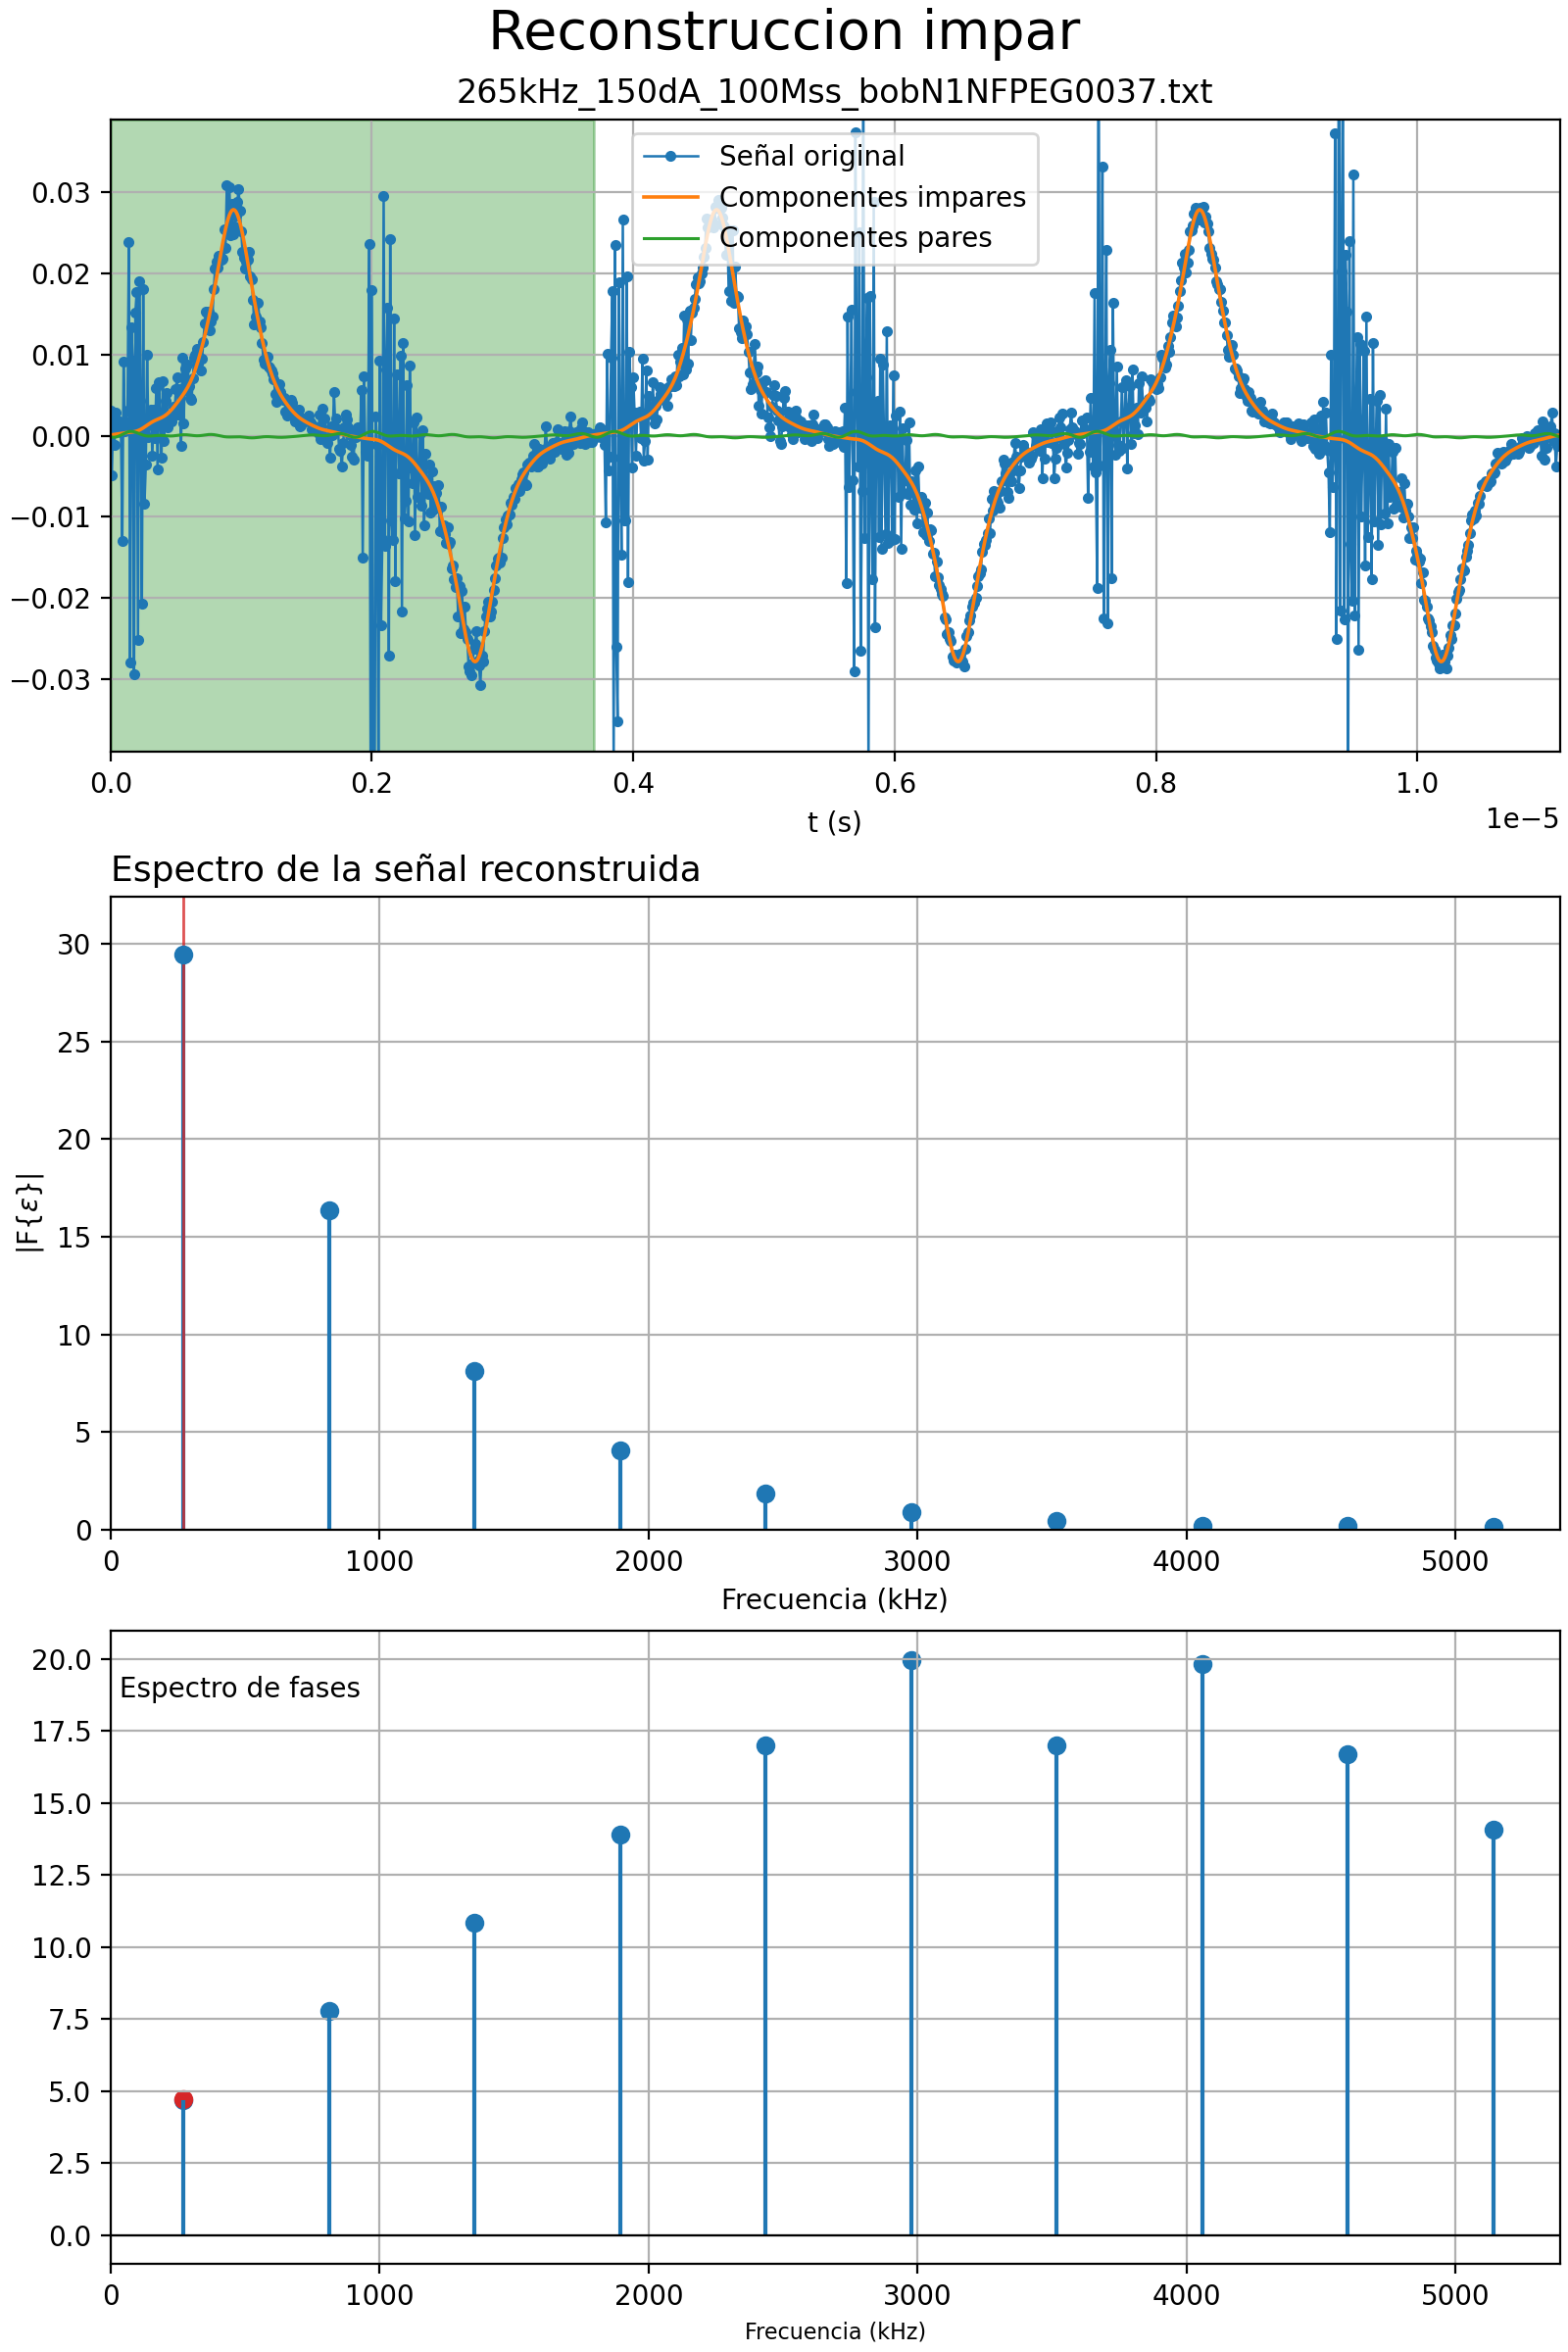 Reconstruccion impar
265kHz_150dA_100Mss_bobN1NFPEG0037.txt
Señal original
Componentes impares
Componentes pares
0.03
0.02
0.01
0.00
−0.01
−0.02
−0.03
0.0 0.2 0.4 0.6 0.8 1.0
1e−5
t (s)
Espectro de la señal reconstruida
30
25
20
15
10
5
0
|F{ε}|
0 1000 2000 3000 4000 5000
Frecuencia (kHz)
Espectro de fases
20.0
17.5
15.0
12.5
10.0
7.5
5.0
2.5
0.0
0 1000 2000 3000 4000 5000
Frecuencia (kHz)